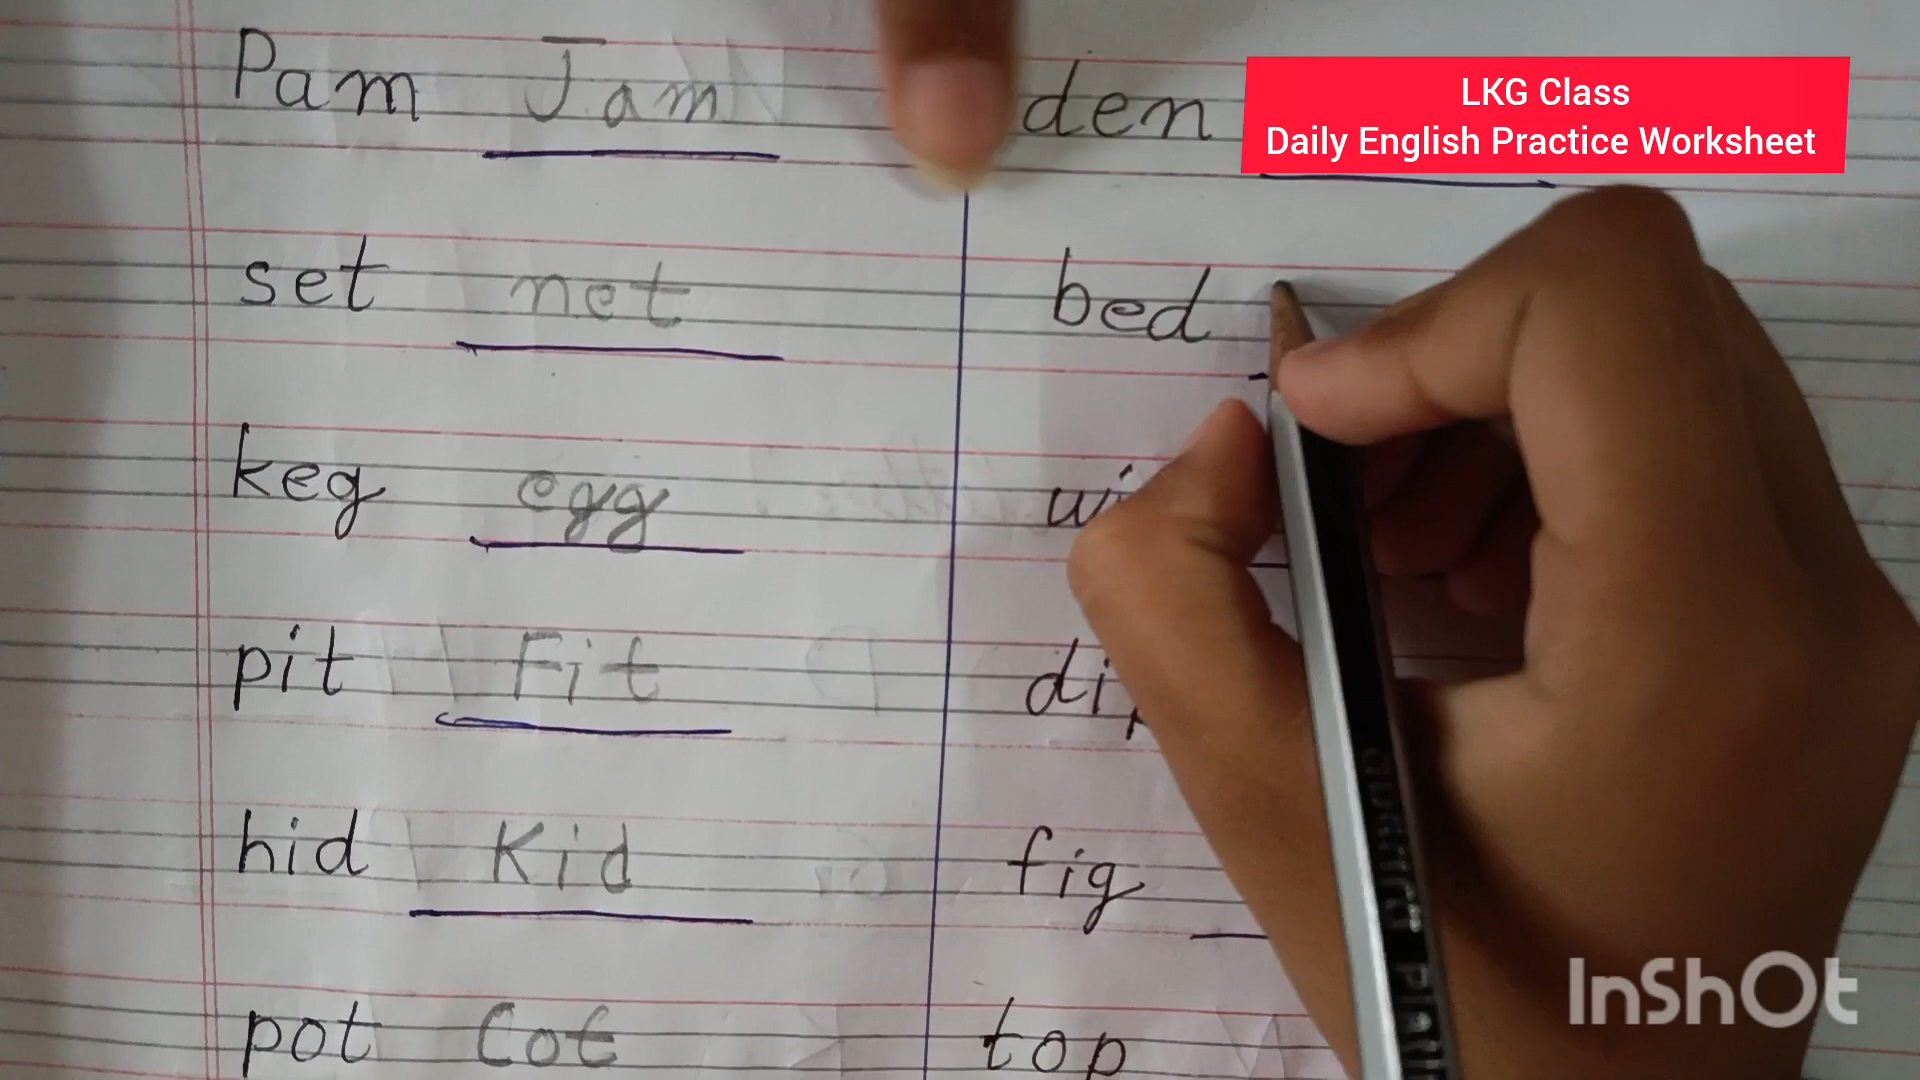 LKG Class
Daily English Practice Worksheet
Pam Jam den
set net bed
keg egg
pit Fit
hid Kid fig
pot Cot top
InShOt